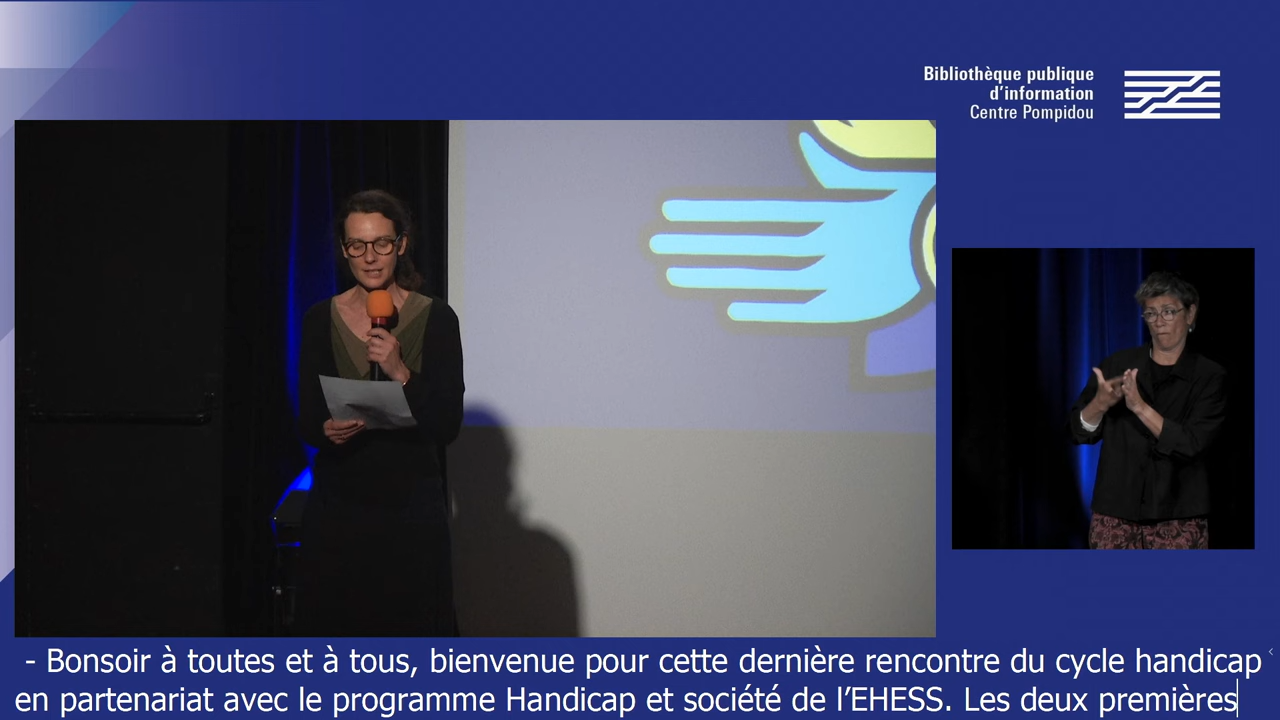 Bibliothèque publique
d'information
Centre Pompidou
- Bonsoir à toutes et à tous, bienvenue pour cette dernière rencontre du cycle handicap
en partenariat avec le programme Handicap et société de l'EHESS. Les deux premières